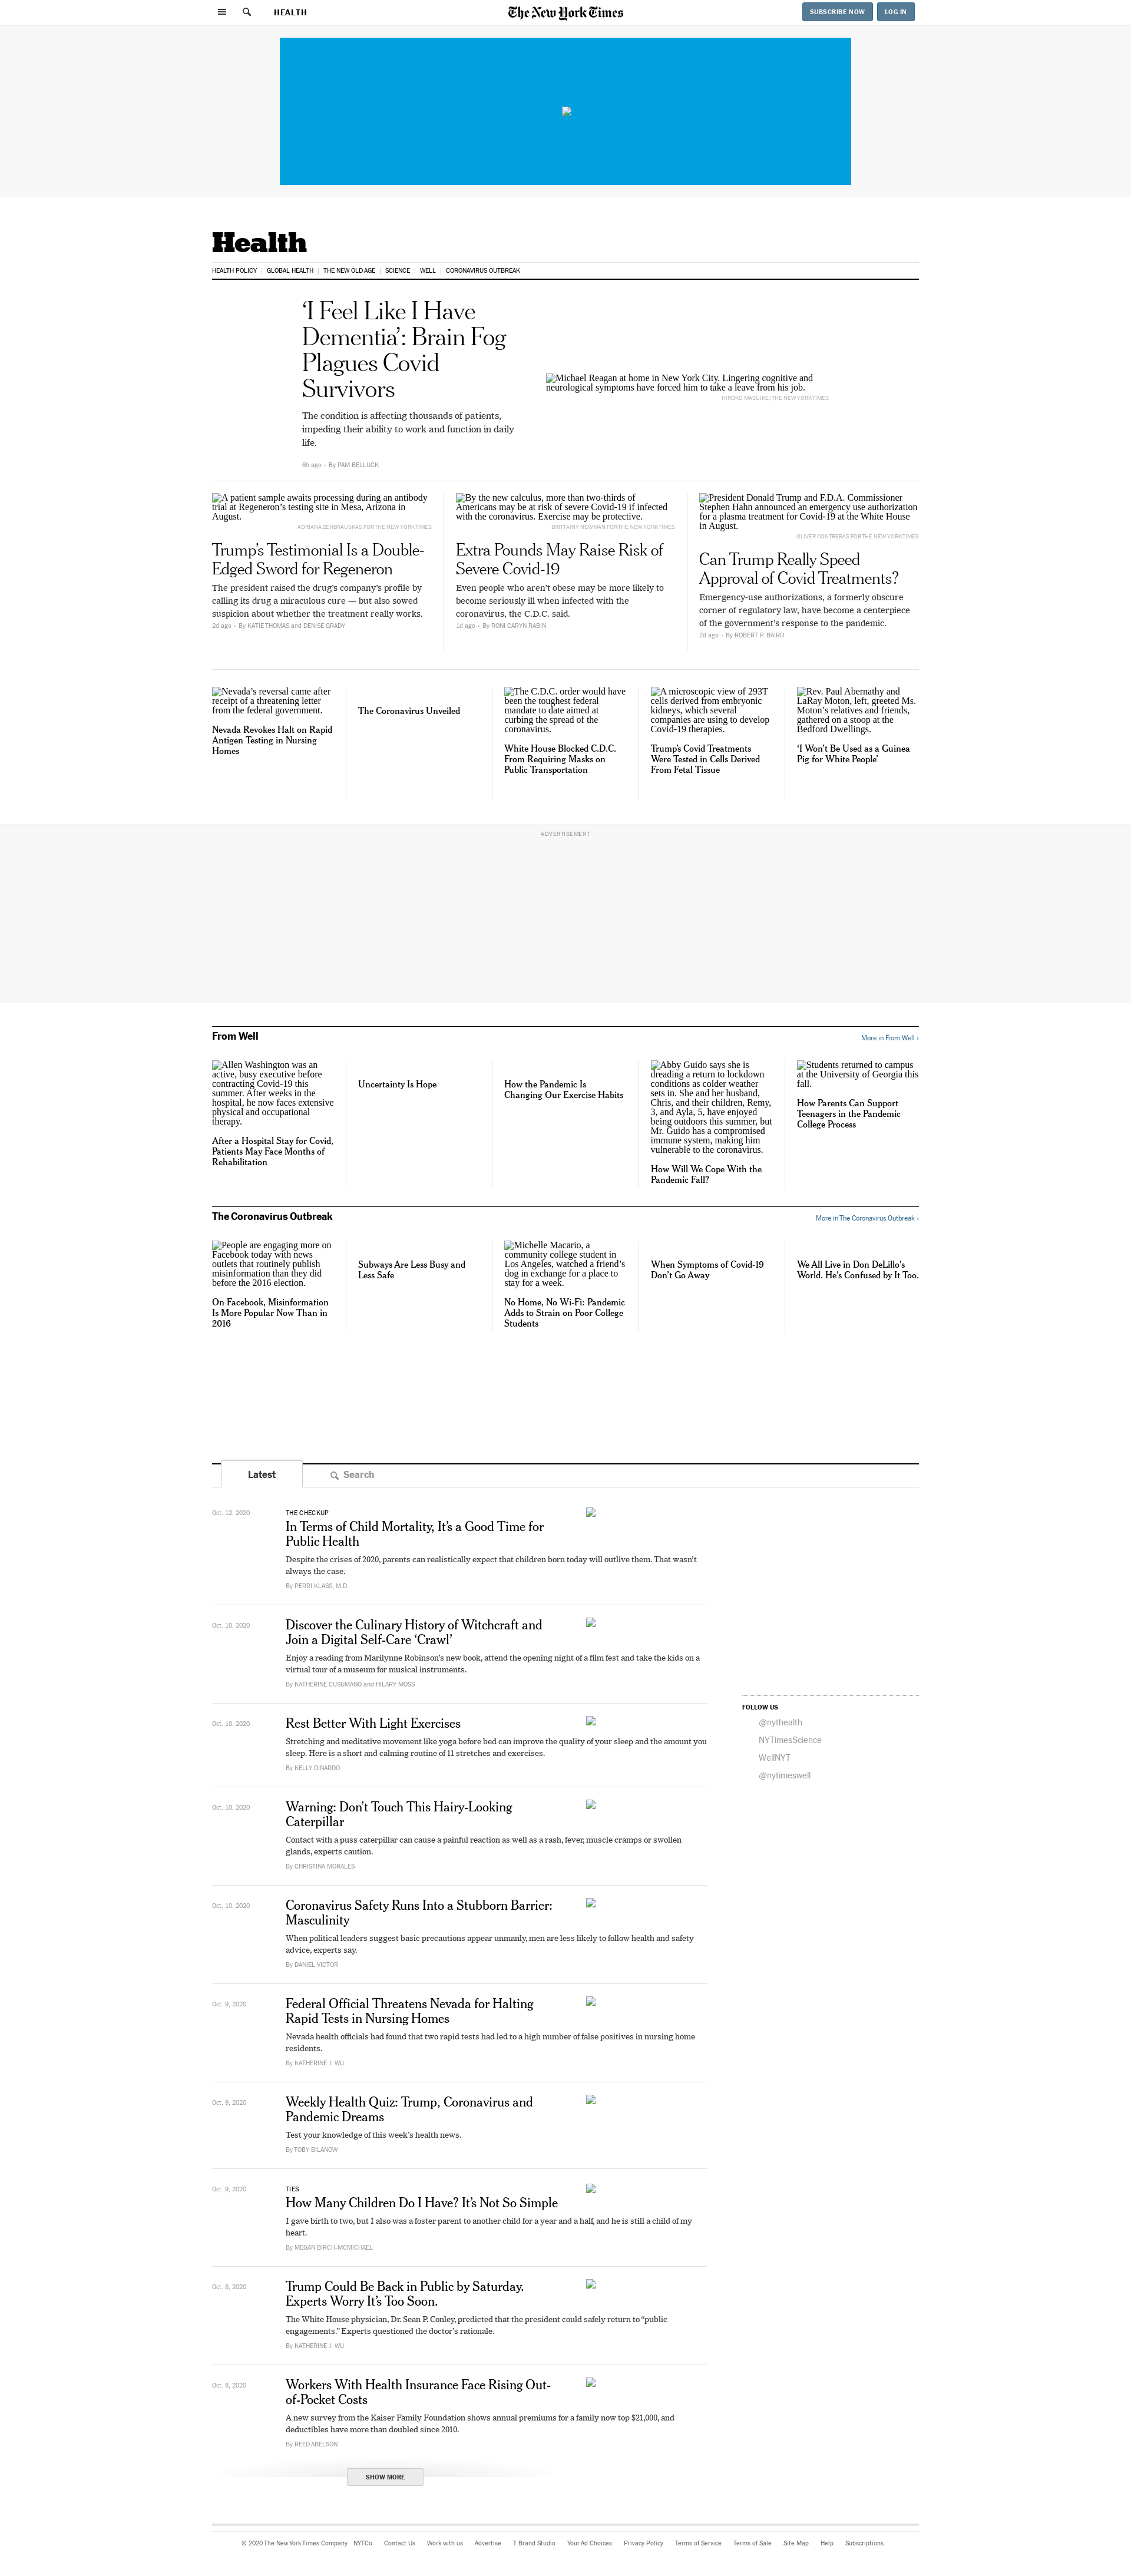 HEALTH
The New York Times
SUBSCRIBE NOW
LOG IN
Health
HEALTH POLICY
GLOBAL HEALTH
THE NEW OLD AGE
SCIENCE
WELL
CORONAVIRUS OUTBREAK
‘I Feel Like I Have
Dementia’: Brain Fog
Plagues Covid
Survivors
The condition is affecting thousands of patients,
impeding their ability to work and function in daily
life.
6h ago • By PAM BELLUCK
Michael Reagan at home in New York City. Lingering cognitive and
neurological symptoms have forced him to take a leave from his job.
HIROKO MASUIKE/THE NEW YORK TIMES
A patient sample awaits processing during an antibody
trial at Regeneron’s testing site in Mesa, Arizona in
August.
ADRIANA ZEHBRAUSKAS FOR THE NEW YORK TIMES
Trump’s Testimonial Is a Double-
Edged Sword for Regeneron
The president raised the drug’s company’s profile by
calling its drug a miraculous cure — but also sowed
suspicion about whether the treatment really works.
2d ago • By KATIE THOMAS and DENISE GRADY
By the new calculus, more than two-thirds of
Americans may be at risk of severe Covid-19 if infected
with the coronavirus. Exercise may be protective.
BRITTAINY NEWMAN FOR THE NEW YORK TIMES
Extra Pounds May Raise Risk of
Severe Covid-19
Even people who aren’t obese may be more likely to
become seriously ill when infected with the
coronavirus, the C.D.C. said.
1d ago • By RONI CARYN RABIN
President Donald Trump and F.D.A. Commissioner
Stephen Hahn announced an emergency use authorization
for a plasma treatment for Covid-19 at the White House
in August.
OLIVER CONTRERAS FOR THE NEW YORK TIMES
Can Trump Really Speed
Approval of Covid Treatments?
Emergency-use authorizations, a formerly obscure
corner of regulatory law, have become a centerpiece
of the government’s response to the pandemic.
2d ago • By ROBERT P. BAIRD
Nevada’s reversal came after
receipt of a threatening letter
from the federal government.
Nevada Revokes Halt on Rapid
Antigen Testing in Nursing
Homes
The Coronavirus Unveiled
The C.D.C. order would have
been the toughest federal
mandate to date aimed at
curbing the spread of the
coronavirus.
White House Blocked C.D.C.
From Requiring Masks on
Public Transportation
A microscopic view of 293T
cells derived from embryonic
kidneys, which several
companies are using to develop
Covid-19 therapies.
Trump’s Covid Treatments
Were Tested in Cells Derived
From Fetal Tissue
Rev. Paul Abernathy and
LaRay Moton, left, greeted Ms.
Moton’s relatives and friends,
gathered on a stoop at the
Bedford Dwellings.
‘I Won’t Be Used as a Guinea
Pig for White People’
ADVERTISEMENT
From Well
More in From Well ›
Allen Washington was an
active, busy executive before
contracting Covid-19 this
summer. After weeks in the
hospital, he now faces extensive
physical and occupational
therapy.
After a Hospital Stay for Covid,
Patients May Face Months of
Rehabilitation
Uncertainty Is Hope
How the Pandemic Is
Changing Our Exercise Habits
Abby Guido says she is
dreading a return to lockdown
conditions as colder weather
sets in. She and her husband,
Chris, and their children, Remy,
3, and Ayla, 5, have enjoyed
being outdoors this summer, but
Mr. Guido has a compromised
immune system, making him
vulnerable to the coronavirus.
How Will We Cope With the
Pandemic Fall?
Students returned to campus
at the University of Georgia this
fall.
How Parents Can Support
Teenagers in the Pandemic
College Process
The Coronavirus Outbreak
More in The Coronavirus Outbreak ›
People are engaging more on
Facebook today with news
outlets that routinely publish
misinformation than they did
before the 2016 election.
On Facebook, Misinformation
Is More Popular Now Than in
2016
Subways Are Less Busy and
Less Safe
Michelle Macario, a
community college student in
Los Angeles, watched a friend’s
dog in exchange for a place to
stay for a week.
No Home, No Wi-Fi: Pandemic
Adds to Strain on Poor College
Students
When Symptoms of Covid-19
Don’t Go Away
We All Live in Don DeLillo’s
World. He’s Confused by It Too.
Latest
Search
Oct. 12, 2020
THE CHECKUP
In Terms of Child Mortality, It’s a Good Time for
Public Health
Despite the crises of 2020, parents can realistically expect that children born today will outlive them. That wasn’t
always the case.
By PERRI KLASS, M.D.
Oct. 10, 2020
Discover the Culinary History of Witchcraft and
Join a Digital Self-Care ‘Crawl’
Enjoy a reading from Marilynne Robinson’s new book, attend the opening night of a film fest and take the kids on a
virtual tour of a museum for musical instruments.
By KATHERINE CUSUMANO and HILARY MOSS
Oct. 10, 2020
Rest Better With Light Exercises
Stretching and meditative movement like yoga before bed can improve the quality of your sleep and the amount you
sleep. Here is a short and calming routine of 11 stretches and exercises.
By KELLY DINARDO
Oct. 10, 2020
Warning: Don’t Touch This Hairy-Looking
Caterpillar
Contact with a puss caterpillar can cause a painful reaction as well as a rash, fever, muscle cramps or swollen
glands, experts caution.
By CHRISTINA MORALES
Oct. 10, 2020
Coronavirus Safety Runs Into a Stubborn Barrier:
Masculinity
When political leaders suggest basic precautions appear unmanly, men are less likely to follow health and safety
advice, experts say.
By DANIEL VICTOR
Oct. 9, 2020
Federal Official Threatens Nevada for Halting
Rapid Tests in Nursing Homes
Nevada health officials had found that two rapid tests had led to a high number of false positives in nursing home
residents.
By KATHERINE J. WU
Oct. 9, 2020
Weekly Health Quiz: Trump, Coronavirus and
Pandemic Dreams
Test your knowledge of this week’s health news.
By TOBY BILANOW
Oct. 9, 2020
TIES
How Many Children Do I Have? It’s Not So Simple
I gave birth to two, but I also was a foster parent to another child for a year and a half, and he is still a child of my
heart.
By MEGAN BIRCH-MCMICHAEL
Oct. 8, 2020
Trump Could Be Back in Public by Saturday.
Experts Worry It’s Too Soon.
The White House physician, Dr. Sean P. Conley, predicted that the president could safely return to “public
engagements.” Experts questioned the doctor’s rationale.
By KATHERINE J. WU
Oct. 8, 2020
Workers With Health Insurance Face Rising Out-
of-Pocket Costs
A new survey from the Kaiser Family Foundation shows annual premiums for a family now top $21,000, and
deductibles have more than doubled since 2010.
By REED ABELSON
SHOW MORE
FOLLOW US
@nythealth
NYTimesScience
WellNYT
@nytimeswell
© 2020 The New York Times Company
NYTCo
Contact Us
Work with us
Advertise
T Brand Studio
Your Ad Choices
Privacy Policy
Terms of Service
Terms of Sale
Site Map
Help
Subscriptions